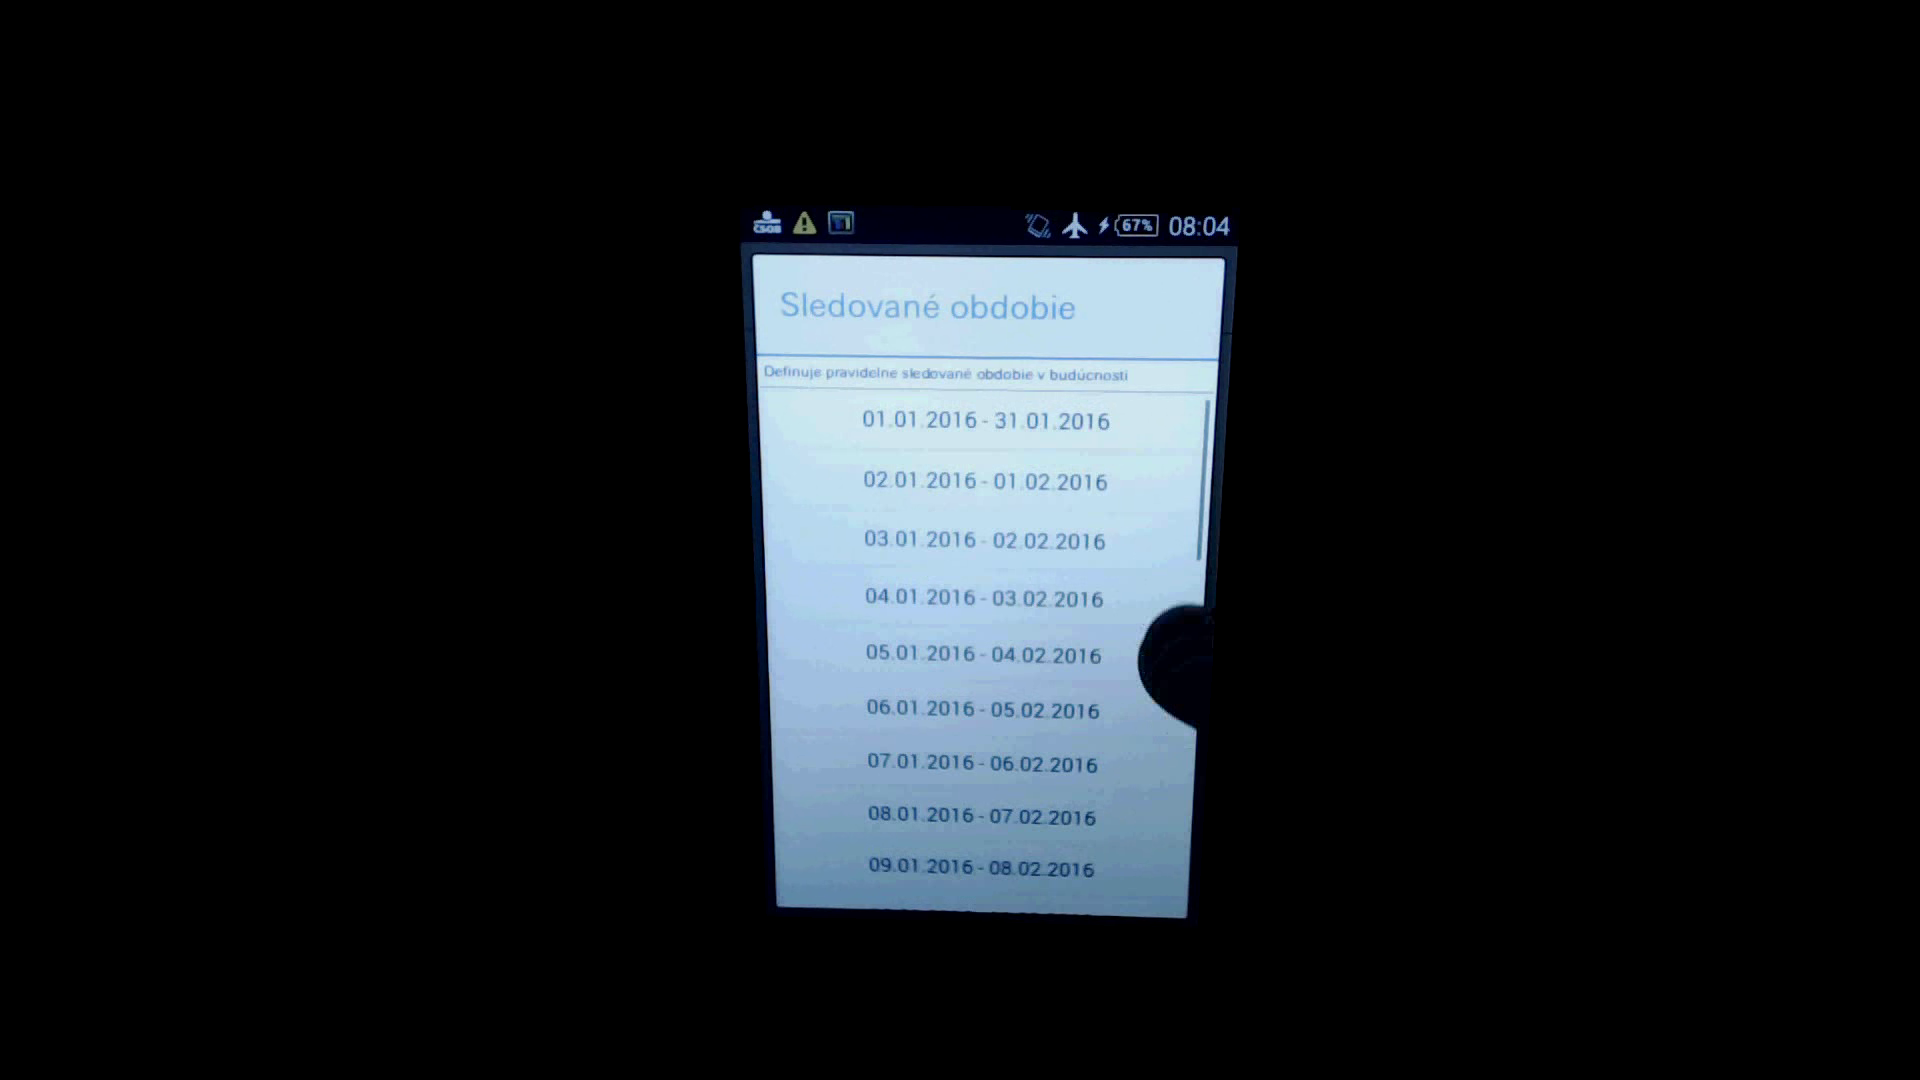 ČSOB
67% 08:04
Sledované obdobie
Definuje pravidelne sledované obdobie v budúcnosti
01.01.2016 - 31.01.2016
02.01.2016 - 01.02.2016
03.01.2016 - 02.02.2016
04.01.2016 - 03.02.2016
05.01.2016 - 04.02.2016
06.01.2016 - 05.02.2016
07.01.2016 - 06.02.2016
08.01.2016 - 07.02.2016
09.01.2016 - 08.02.2016